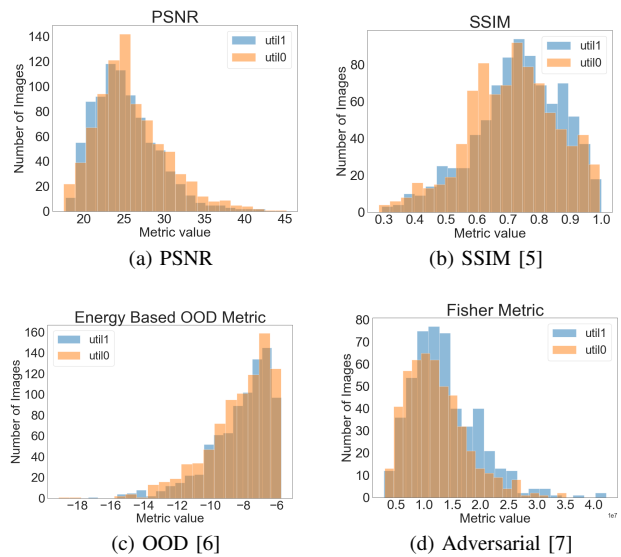 PSNR
util1
util0
140
120
100
80
60
40
20
0
Number of Images
20 25 30 35 40 45
Metric value
(a) PSNR
SSIM
util1
util0
80
60
40
20
0
Number of Images
0.3 0.4 0.5 0.6 0.7 0.8 0.9 1.0
Metric value
(b) SSIM [5]
Energy Based OOD Metric
util1
util0
160
140
120
100
80
60
40
20
0
Number of Images
−18 −16 −14 −12 −10 −8 −6
Metric value
(c) OOD [6]
Fisher Metric
util1
util0
80
70
60
50
40
30
20
10
0
Number of Images
0.5 1.0 1.5 2.0 2.5 3.0 3.5 4.0
1e7
Metric value
(d) Adversarial [7]